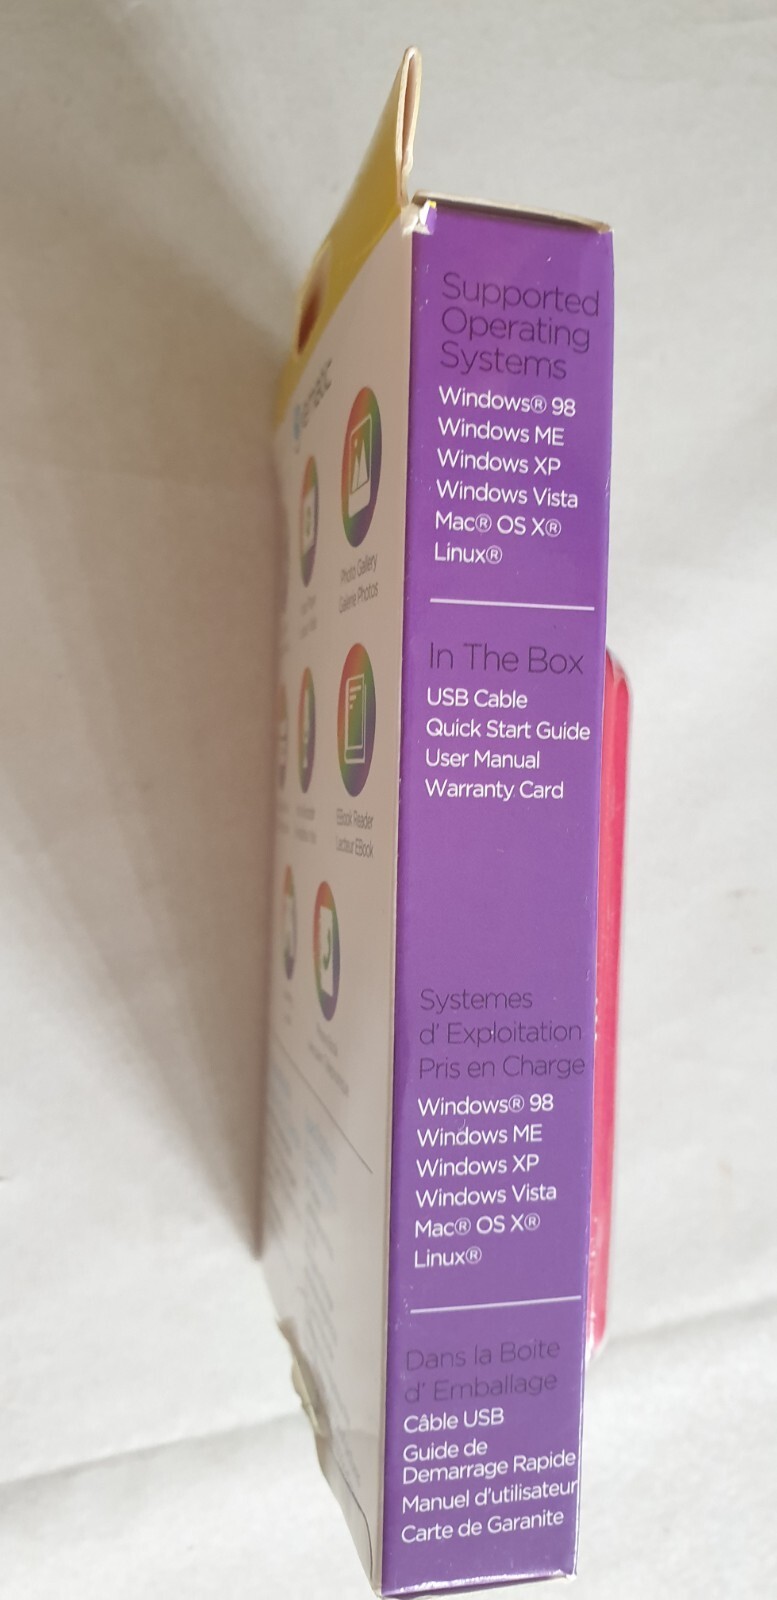 Supported
Operating
Systems
Windows® 98
Windows ME
Windows XP
Windows Vista
Mac® OS X®
Linux®
In The Box
USB Cable
Quick Start Guide
User Manual
Warranty Card
Systemes
d' Exploitation
Pris en Charge
Windows® 98
Windows ME
Windows XP
Windows Vista
Mac® OS X®
Linux®
Dans la Boite
d' Emballage
Câble USB
Guide de
Demarrage Rapide
Manuel d'utilisateur
Carte de Garanite
ematic
Photo Gallery
Galerie Photos
EBook Reader
Lecteur EBook